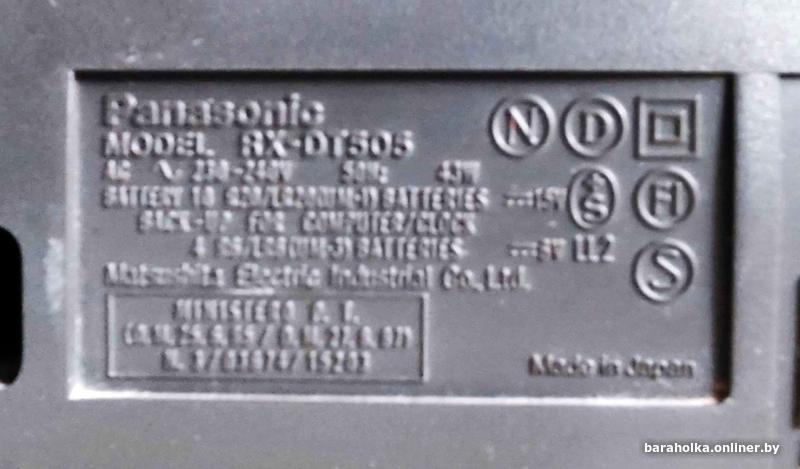 Panasonic
MODEL RX-DT505
AC ∿ 230-240V 50Hz 43W
BATTERY 10 R20/LR20(UM-1) BATTERIES ⎓15V
BACK-UP FOR COMPUTER/CLOCK
4 R6/LR6(UM-3) BATTERIES ⎓6V LL2
Matsushita Electric Industrial Co., Ltd.
N D
S FI
S
MINISTERO P. T.
Made in Japan
baraholka.onliner.by